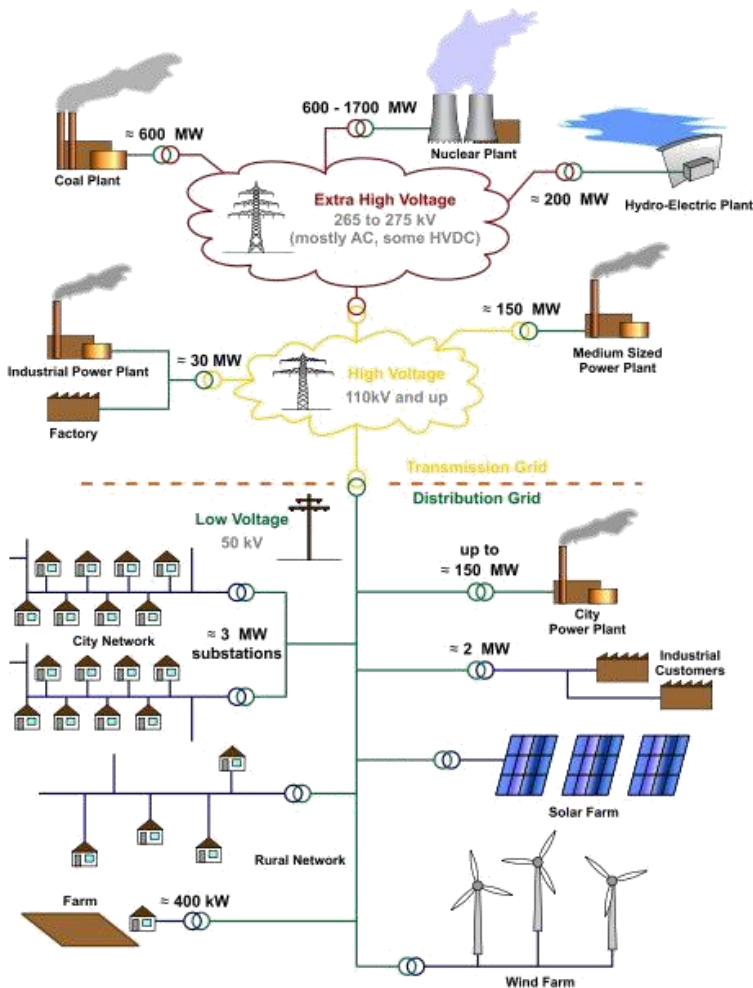 600 - 1700 MW
Nuclear Plant
≈ 600 MW
Coal Plant
≈ 200 MW
Hydro-Electric Plant
Extra High Voltage
265 to 275 kV
(mostly AC, some HVDC)
≈ 150 MW
Medium Sized
Power Plant
≈ 30 MW
Industrial Power Plant
Factory
High Voltage
110kV and up
Transmission Grid
Distribution Grid
Low Voltage
50 kV
up to
≈ 150 MW
City
Power Plant
City Network
≈ 3 MW
substations
≈ 2 MW
Industrial
Customers
Solar Farm
Rural Network
Farm
≈ 400 kW
Wind Farm